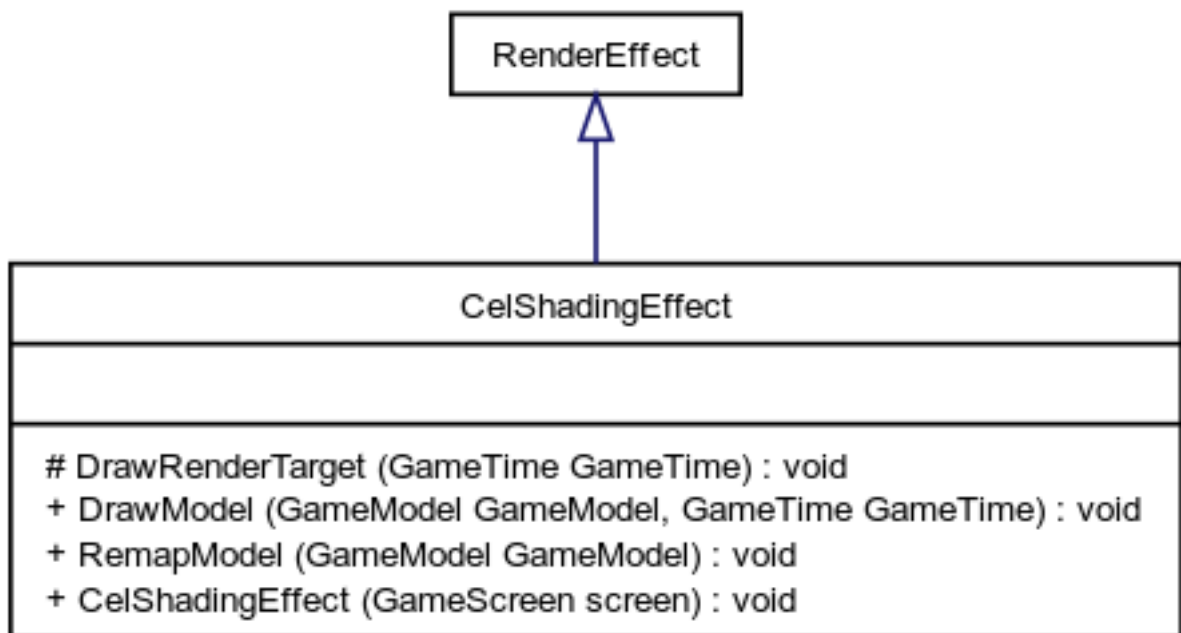 RenderEffect
CelShadingEffect
# DrawRenderTarget (GameTime GameTime) : void
+ DrawModel (GameModel GameModel, GameTime GameTime) : void
+ RemapModel (GameModel GameModel) : void
+ CelShadingEffect (GameScreen screen) : void